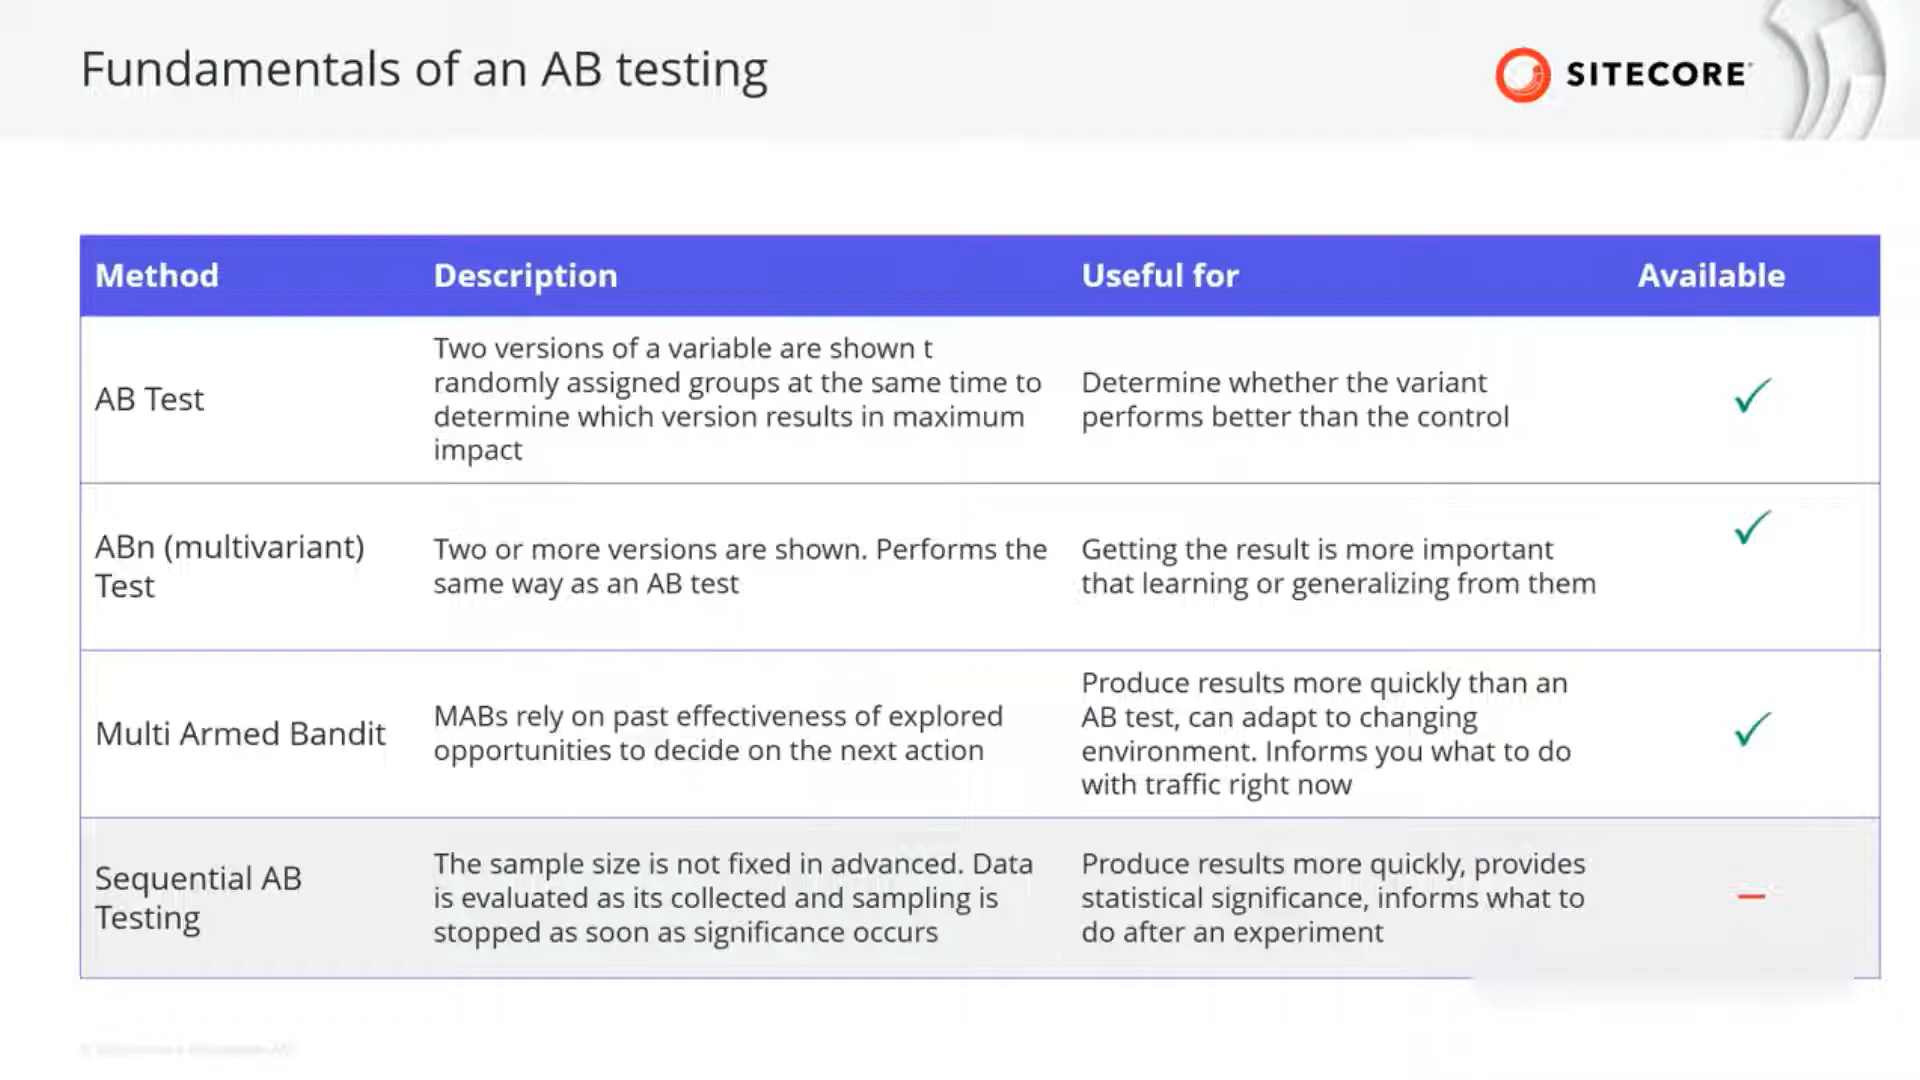 Fundamentals of an AB testing
SITECORE
Method Description Useful for Available
AB Test
Two versions of a variable are shown t
randomly assigned groups at the same time to
determine which version results in maximum
impact
Determine whether the variant
performs better than the control
✓
ABn (multivariant)
Test
Two or more versions are shown. Performs the
same way as an AB test
Getting the result is more important
that learning or generalizing from them
✓
Multi Armed Bandit
MABs rely on past effectiveness of explored
opportunities to decide on the next action
Produce results more quickly than an
AB test, can adapt to changing
environment. Informs you what to do
with traffic right now
✓
Sequential AB
Testing
The sample size is not fixed in advanced. Data
is evaluated as its collected and sampling is
stopped as soon as significance occurs
Produce results more quickly, provides
statistical significance, informs what to
do after an experiment
–